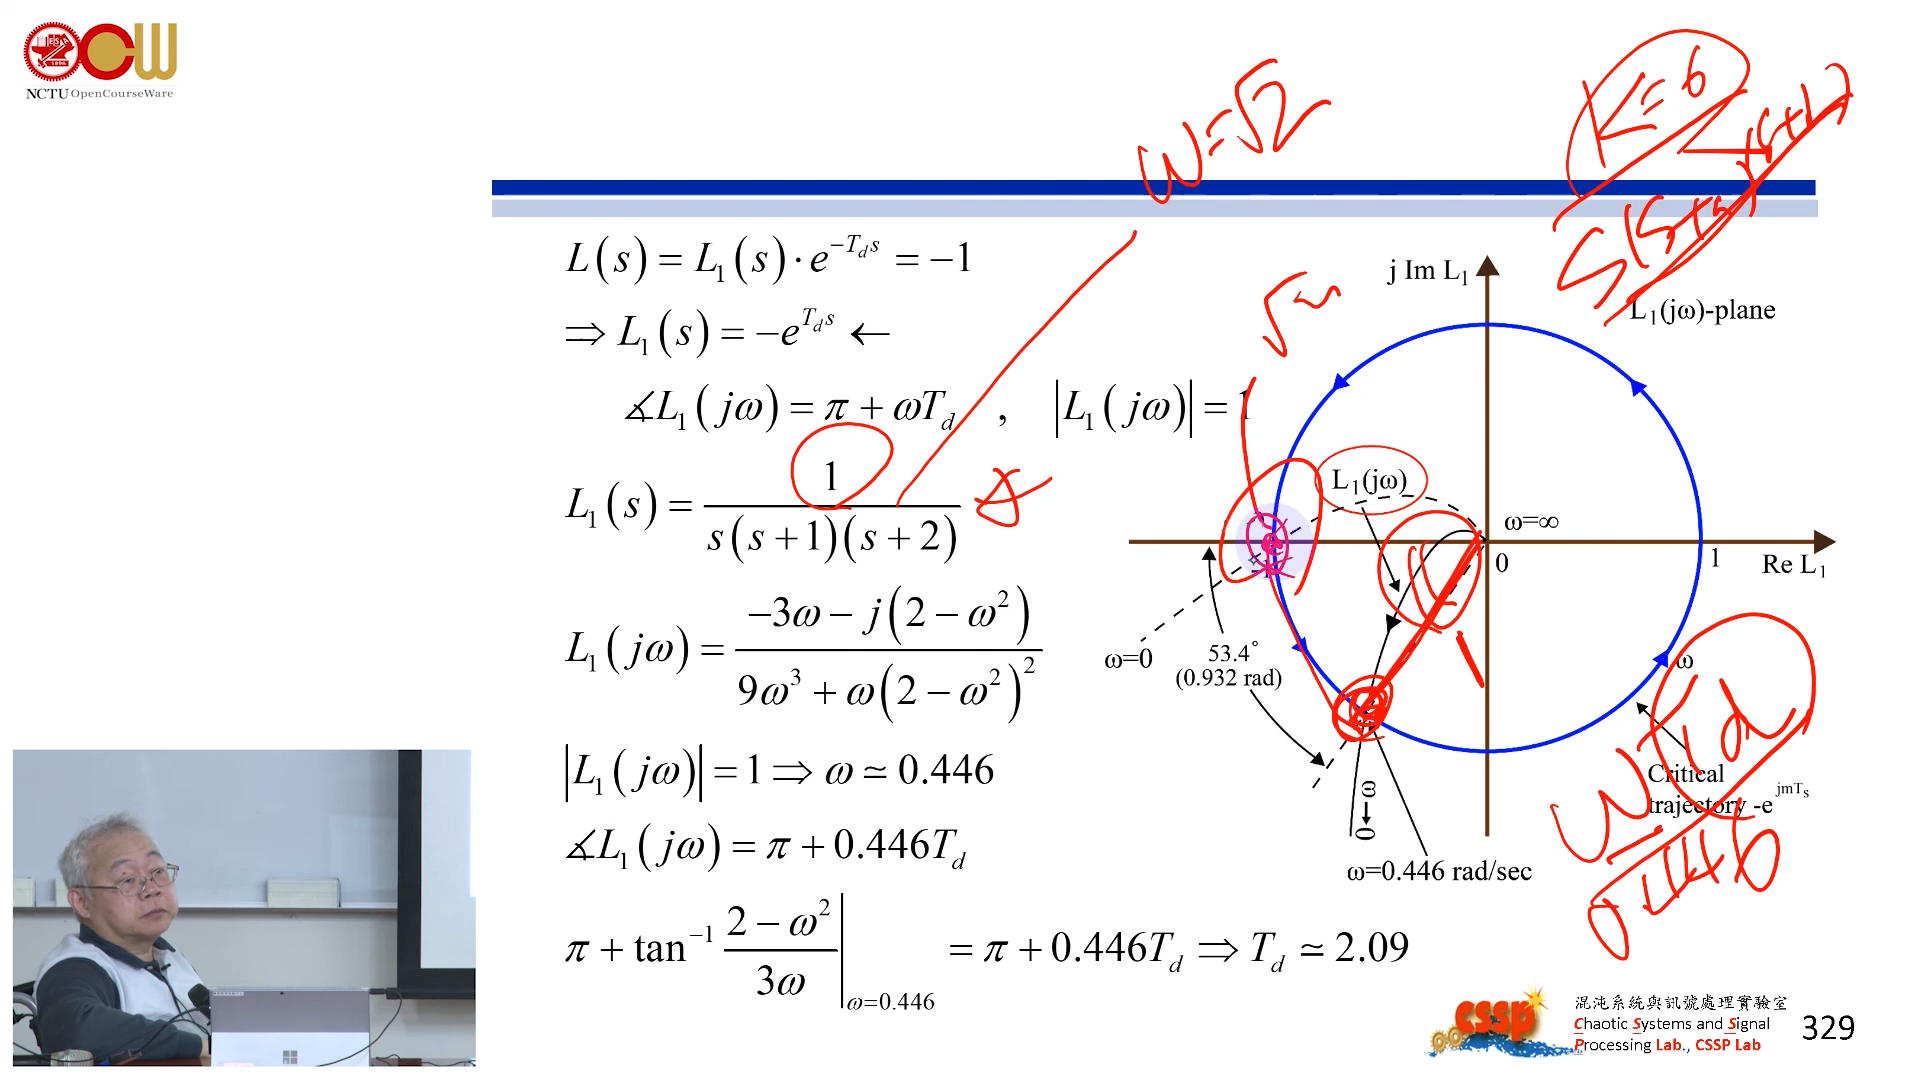 NCTU OpenCourseWare
ω=√2
K=6
L(s) = L₁(s)·e^{-T_d s} = −1
⇒ L₁(s) = −e^{T_d s} ←
∡L₁(jω) = π + ωT_d , |L₁(jω)| = 1
L₁(s) = 1 / s(s+1)(s+2)
L₁(jω) = −3ω − j(2−ω²) / 9ω³ + ω(2−ω²)²
|L₁(jω)| = 1 ⇒ ω ≃ 0.446
∡L₁(jω) = π + 0.446T_d
π + tan⁻¹ (2−ω²)/3ω |_{ω=0.446} = π + 0.446T_d ⇒ T_d ≃ 2.09
j Im L₁
L₁(jω)-plane
L₁(jω)
ω=∞
0
1
Re L₁
-1
ω=0
53.4°
(0.932 rad)
ω
Critical
trajectory -e^{jmTs}
ω→0
ω=0.446 rad/sec
ωTd
0.446
cssp
混沌系統與訊號處理實驗室
Chaotic Systems and Signal
Processing Lab., CSSP Lab
329